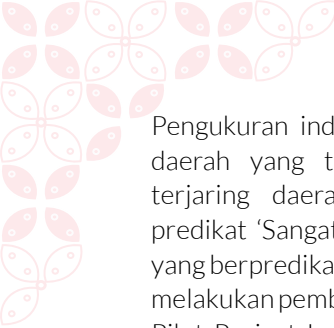 Pengukuran ind
daerah yang t
terjaring daera
predikat ‘Sangat
yang berpredika
melakukan pemb